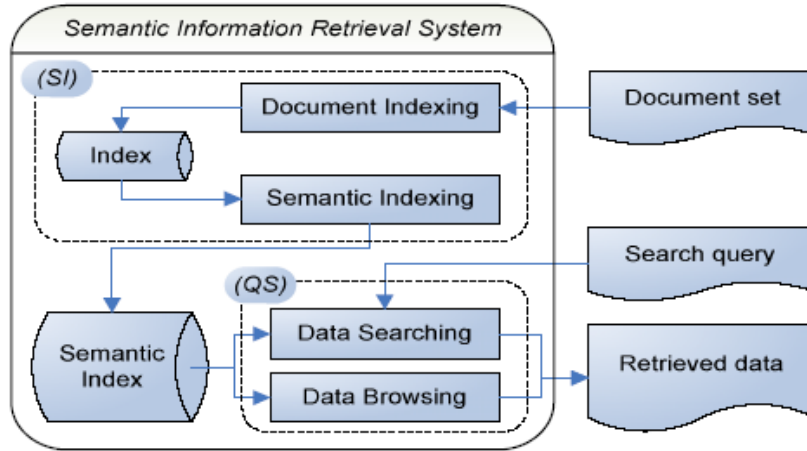 Semantic Information Retrieval System
(SI)
Document Indexing
Document set
Index
Semantic Indexing
Search query
(QS)
Data Searching
Semantic
Index
Retrieved data
Data Browsing